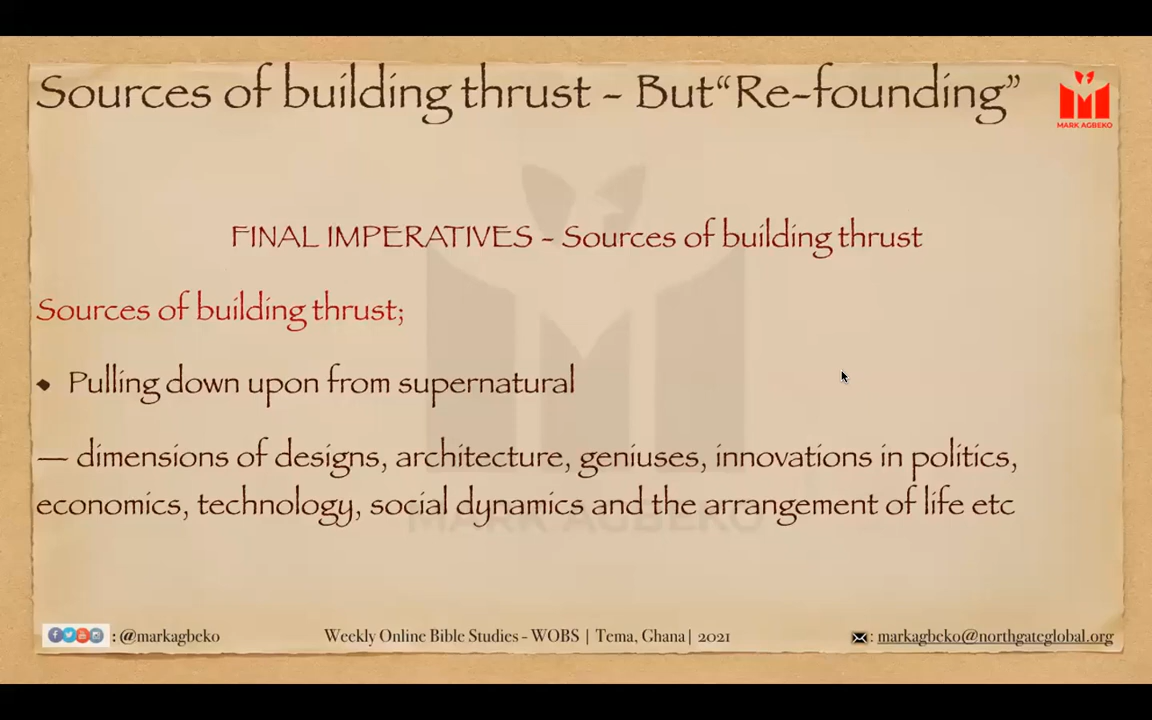 Sources of building thrust - But“Re-founding”
MARK AGBEKO
FINAL IMPERATIVES - Sources of building thrust
Sources of building thrust;
• Pulling down upon from supernatural
— dimensions of designs, architecture, geniuses, innovations in politics,
economics, technology, social dynamics and the arrangement of life etc
MARK AGBEKO
: @markagbeko
Weekly Online Bible Studies - WOBS | Tema, Ghana| 2021
: markagbeko@northgateglobal.org